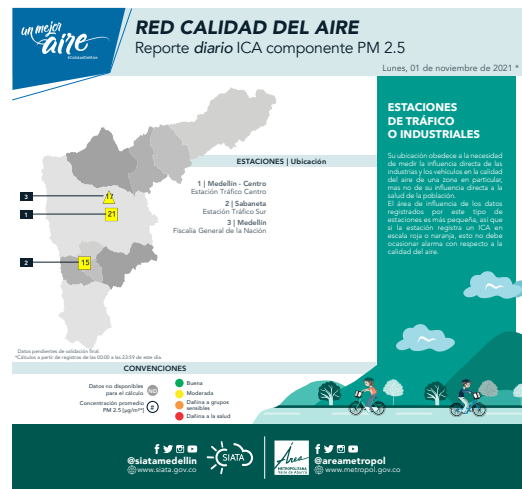 un mejor
aire
#CalidadDelAire
RED CALIDAD DEL AIRE
Reporte diario ICA componente PM 2.5
Lunes, 01 de noviembre de 2021 *
ESTACIONES | Ubicación
1 | Medellín - Centro
Estación Tráfico Centro
2 | Sabaneta
Estación Tráfico Sur
3 | Medellín
Fiscalía General de la Nación
3
17
1
21
2
15
ESTACIONES
DE TRÁFICO
O INDUSTRIALES
Su ubicación obedece a la necesidad
de medir la influencia directa de las
industrias y los vehículos en la calidad
del aire de una zona en particular,
mas no de su influencia directa a la
salud de la población.
El área de influencia de los datos
registrados por este tipo de
estaciones es más pequeña, así que
si la estación registra un ICA en
escala roja o naranja, esto no debe
ocasionar alarma con respecto a la
calidad del aire.
Datos pendientes de validación final.
*Cálculos a partir de registros de las 00:00 a las 23:59 de este día.
CONVENCIONES
Datos no disponibles
para el cálculo
ND
Concentración promedio
PM 2.5 [µg/m³*]
#
Buena
Moderada
Dañina a grupos
sensibles
Dañina a la salud
@siatamedellin
www.siata.gov.co
SIATA
Área
METROPOLITANA
Valle de Aburrá
@areametropol
www.metropol.gov.co